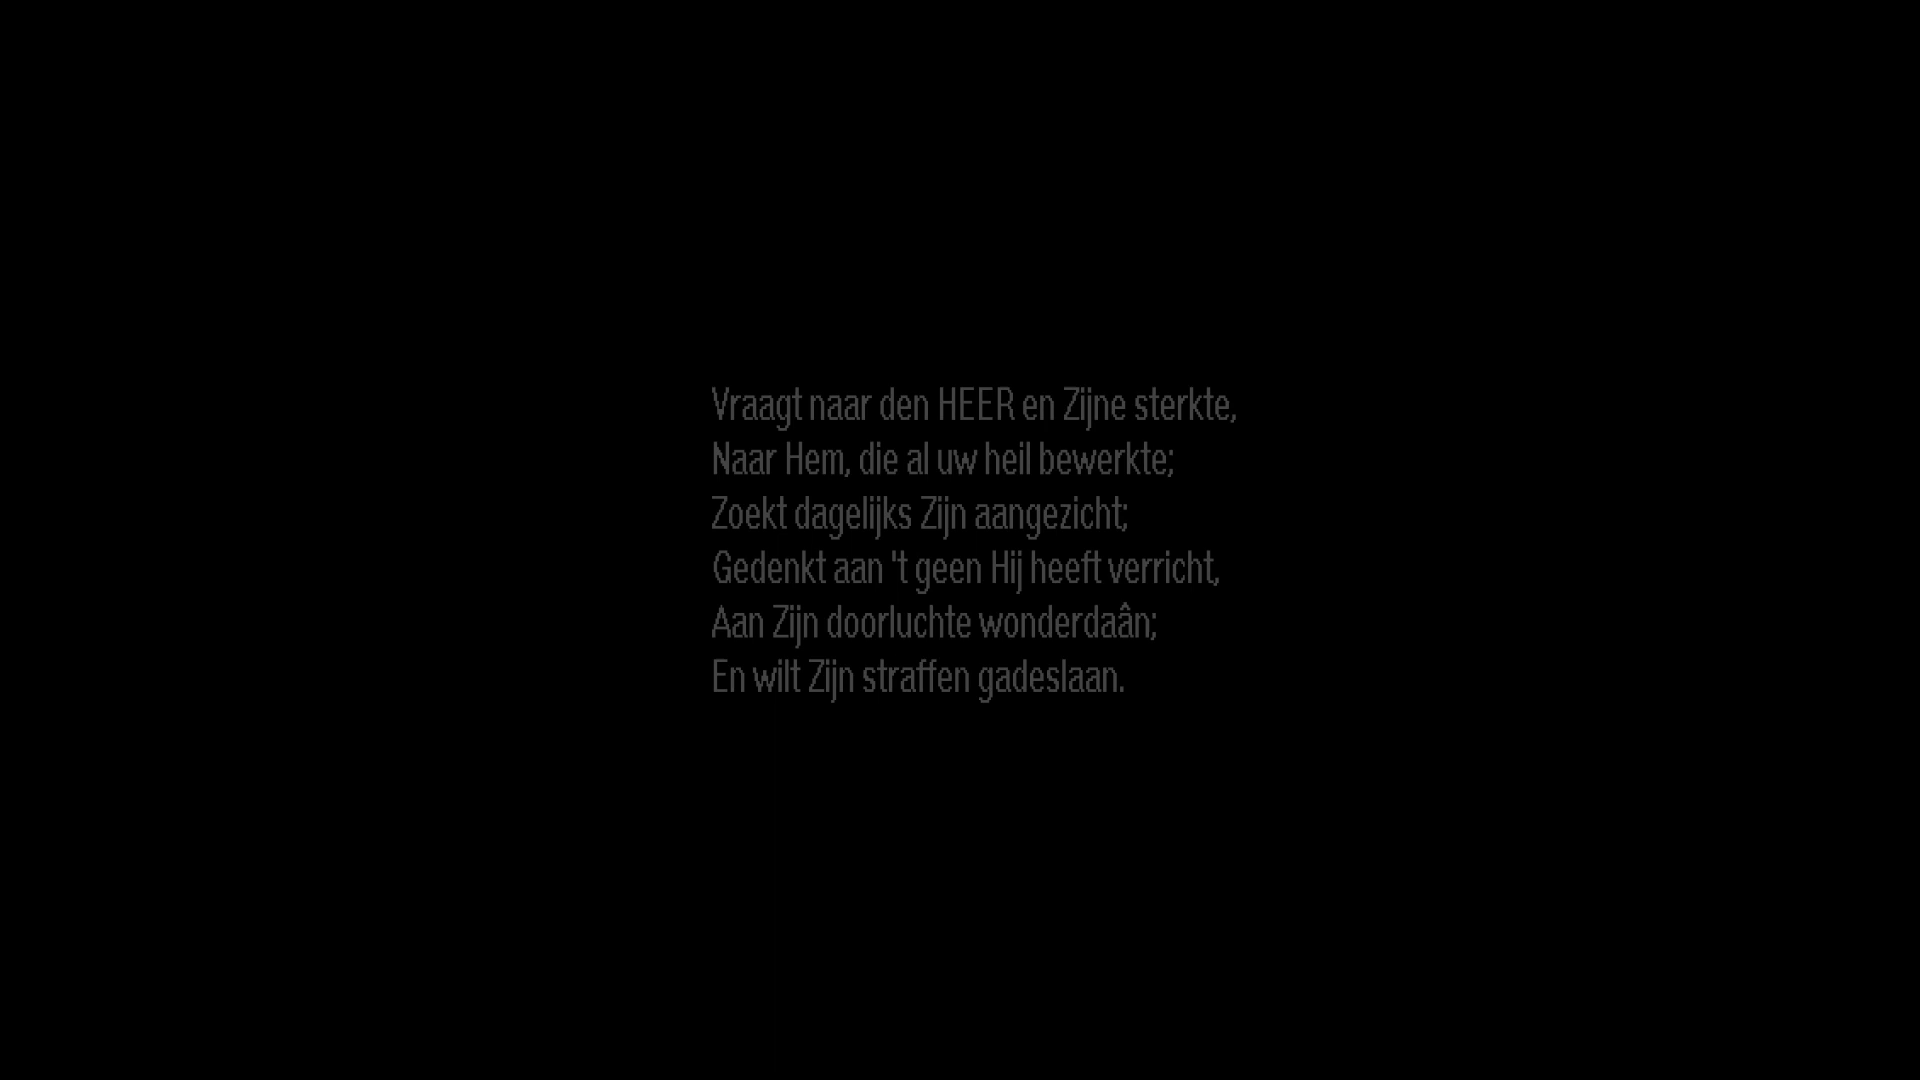 Vraagt naar den HEER en Zijne sterkte,
Naar Hem, die al uw heil bewerkte;
Zoekt dagelijks Zijn aangezicht;
Gedenkt aan 't geen Hij heeft verricht,
Aan Zijn doorluchte wonderdaân;
En wilt Zijn straffen gadeslaan.